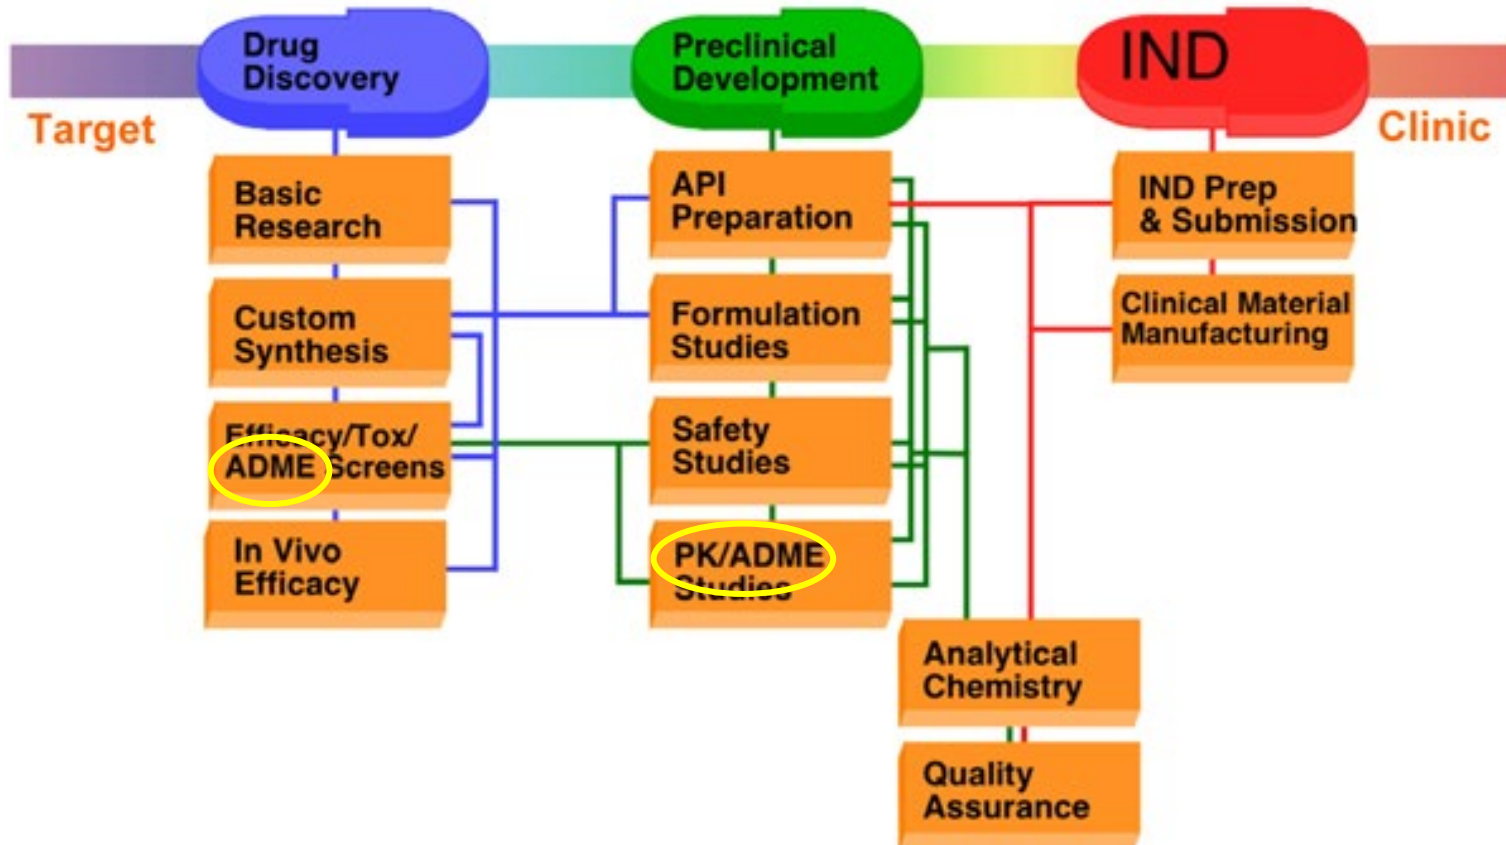 Drug
Discovery
Preclinical
Development
IND
Target
Clinic
Basic
Research
Custom
Synthesis
Efficacy/Tox/
ADME Screens
In Vivo
Efficacy
API
Preparation
Formulation
Studies
Safety
Studies
PK/ADME
Studies
IND Prep
& Submission
Clinical Material
Manufacturing
Analytical
Chemistry
Quality
Assurance